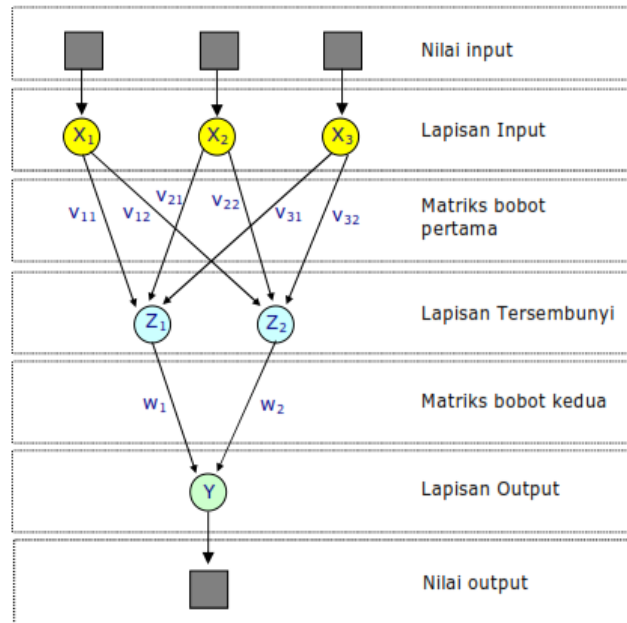 Nilai input
X₁ X₂ X₃ Lapisan Input
v₁₁ v₁₂ v₂₁ v₂₂ v₃₁ v₃₂ Matriks bobot
pertama
Z₁ Z₂ Lapisan Tersembunyi
w₁ w₂ Matriks bobot kedua
Y Lapisan Output
Nilai output